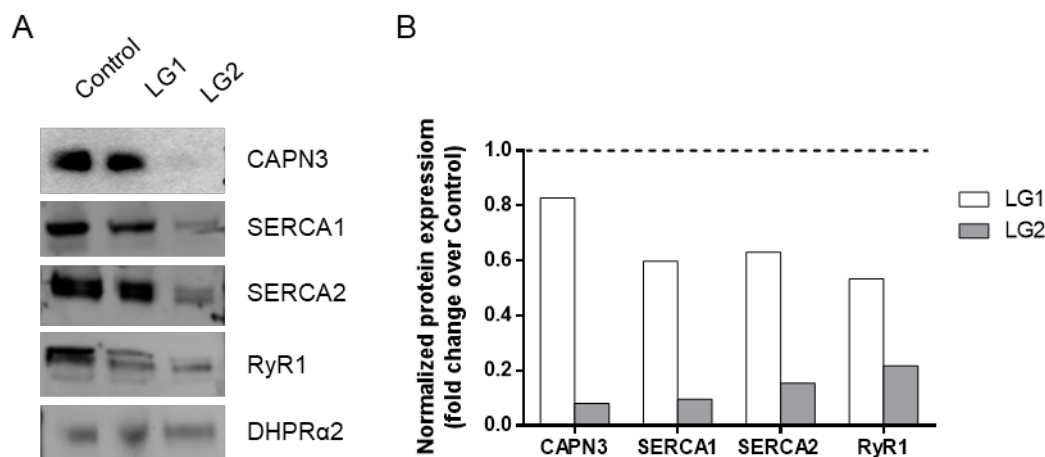 A
Control
LG1
LG2
CAPN3
SERCA1
SERCA2
RyR1
DHPRα2
B
Normalized protein expressiom
(fold change over Control)
1.0
0.8
0.6
0.4
0.2
0.0
CAPN3
SERCA1
SERCA2
RyR1
LG1
LG2